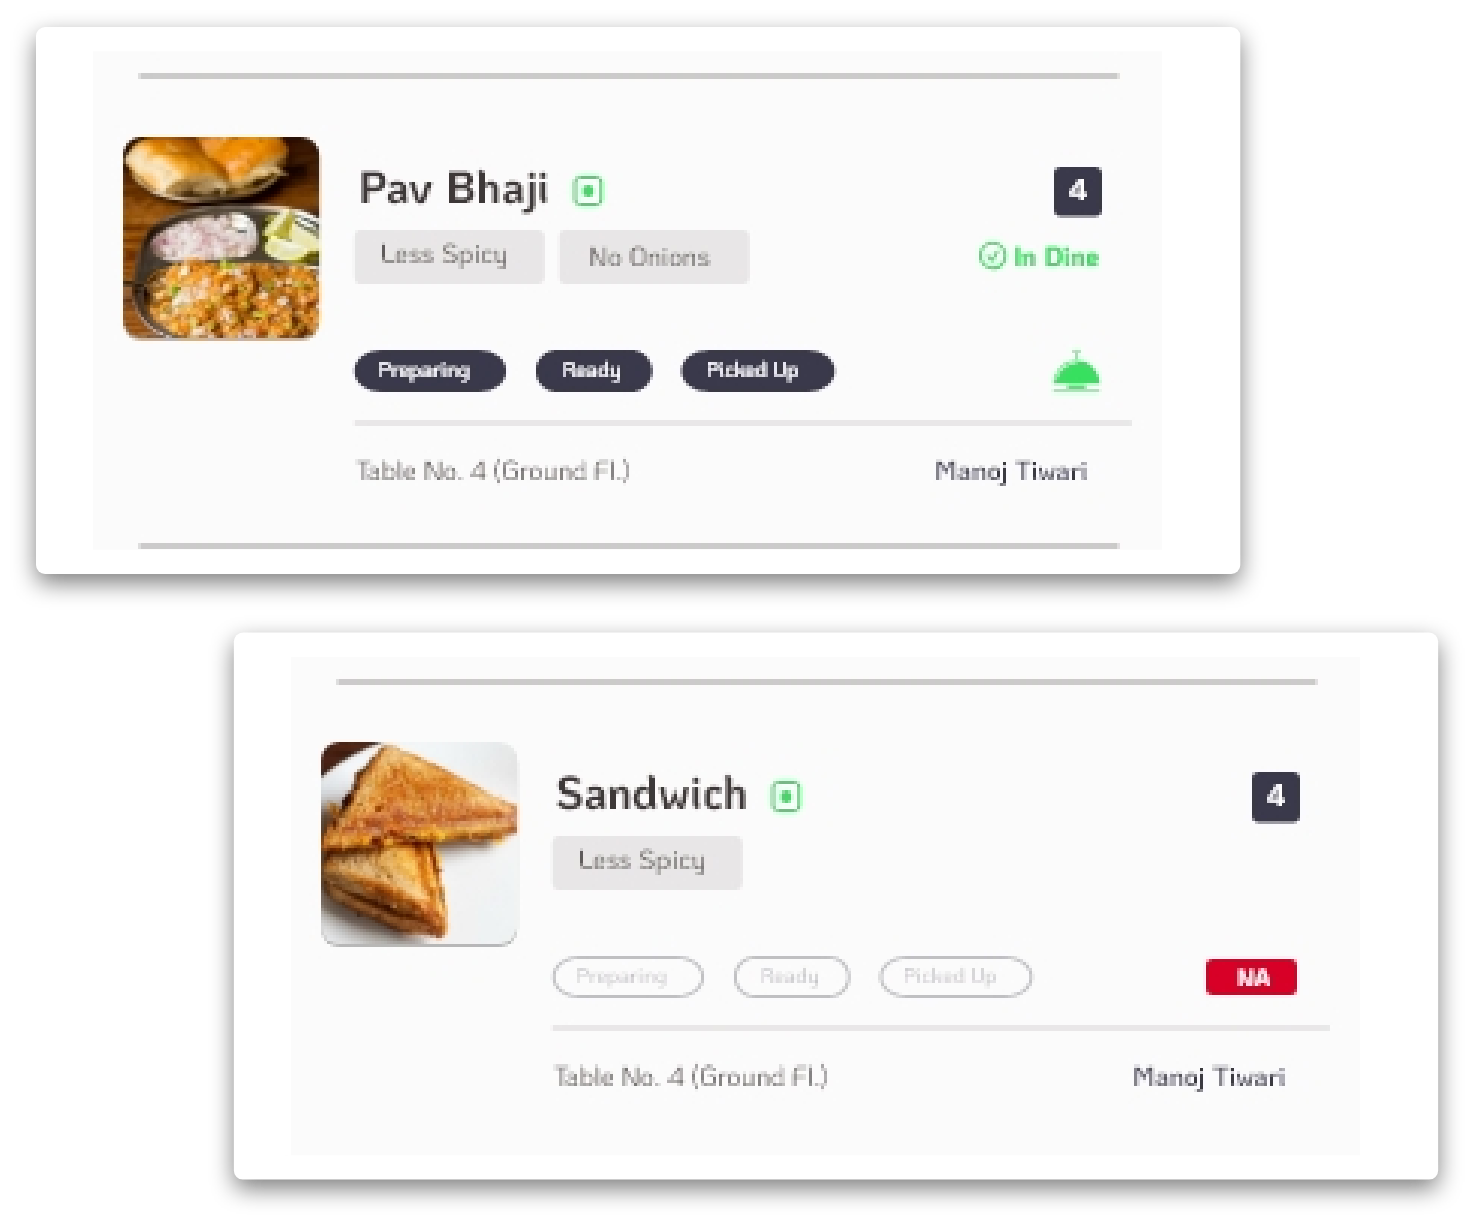 Pav Bhaji
4
Less Spicy
No Onions
In Dine
Preparing
Ready
Picked Up
Table No. 4 (Ground Fl.)
Manoj Tiwari
Sandwich
4
Less Spicy
Preparing
Ready
Picked Up
NA
Table No. 4 (Ground Fl.)
Manoj Tiwari